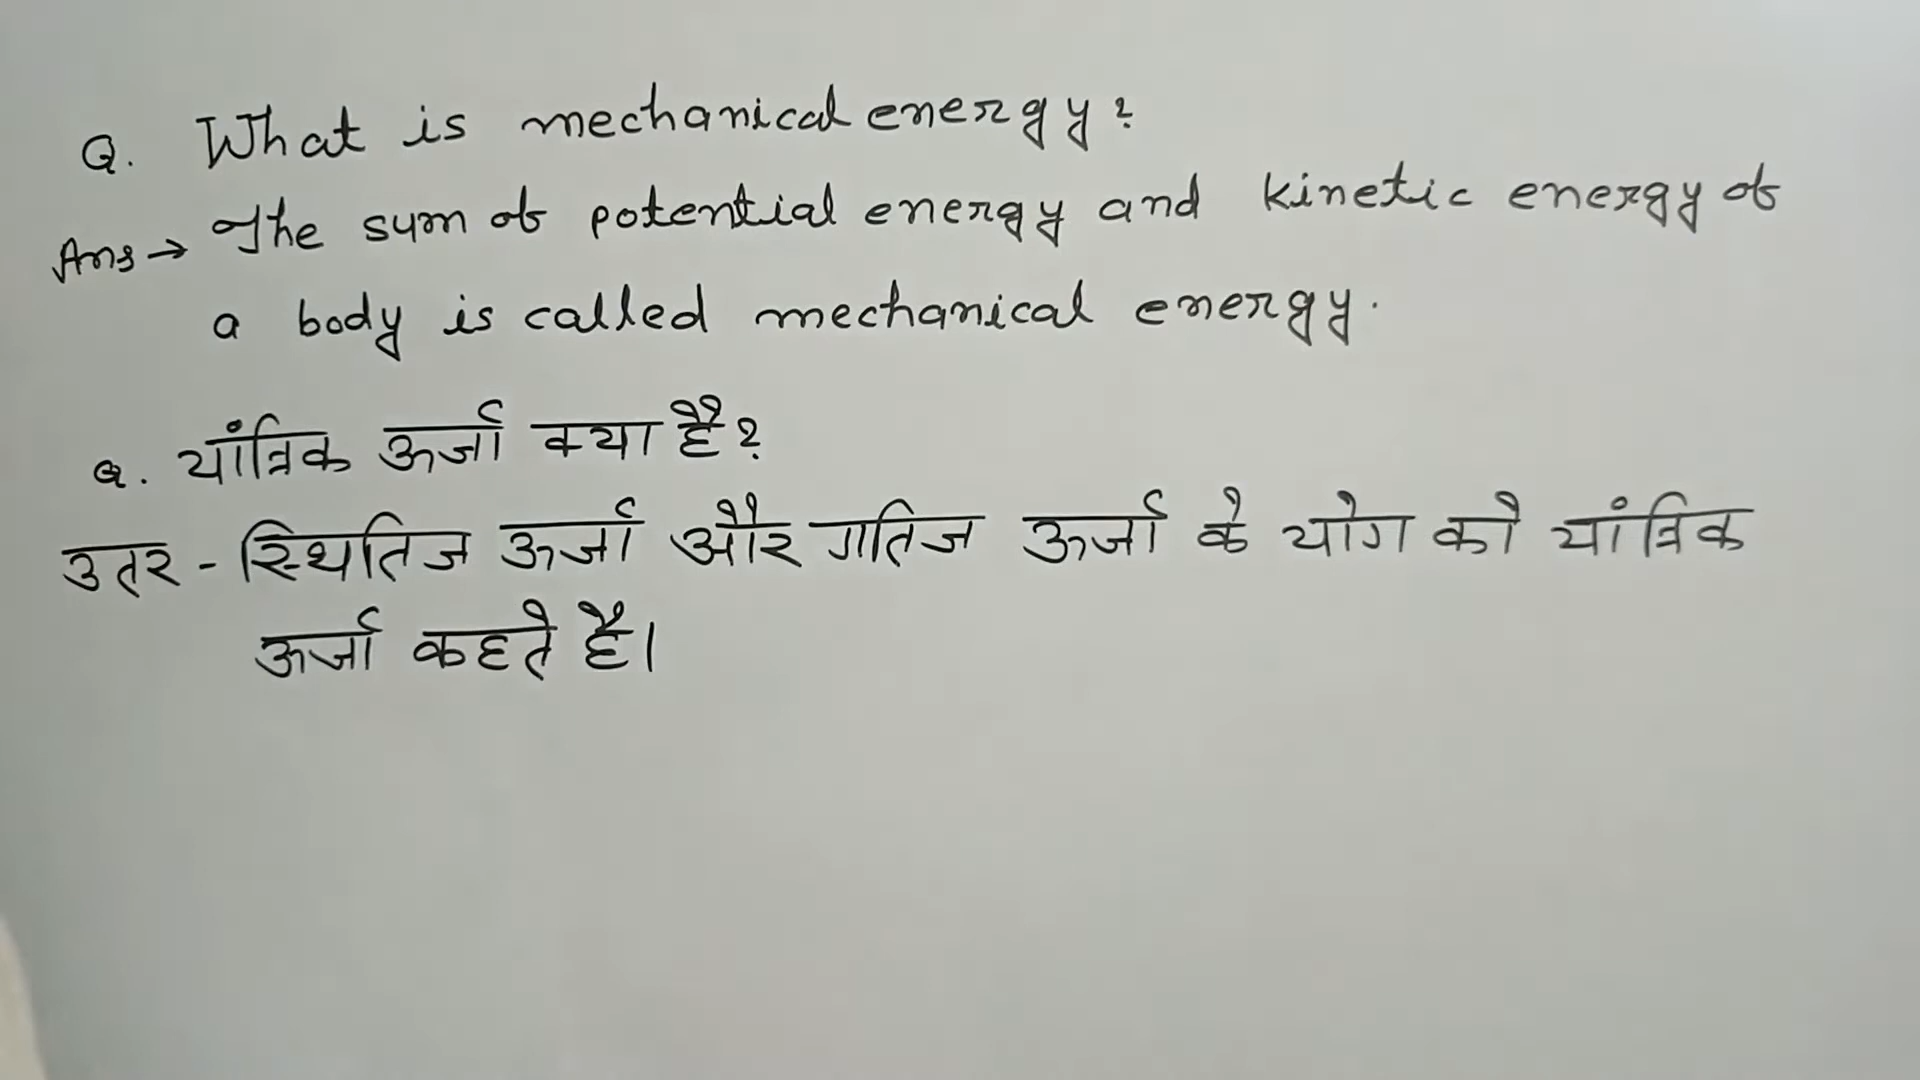 Q. What is mechanical energy?
Ans → The sum of potential energy and kinetic energy of
a body is called mechanical energy.
Q. यांत्रिक ऊर्जा क्या है?
उतर - स्थितिज ऊर्जा और गतिज ऊर्जा के योग को यांत्रिक
ऊर्जा कहते हैं।